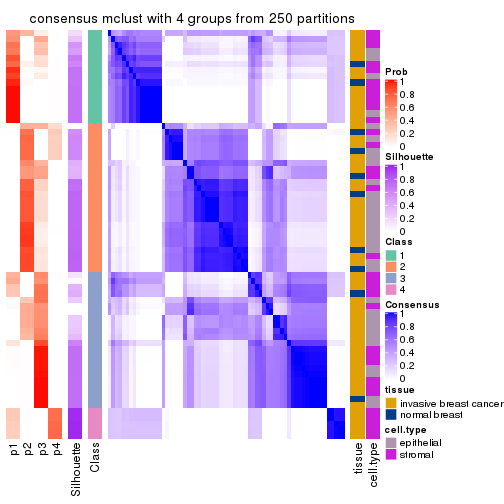 consensus mclust with 4 groups from 250 partitions
Prob
1
0.8
0.6
0.4
0.2
0
Silhouette
1
0.8
0.6
0.4
0.2
0
Class
1
2
3
4
Consensus
1
0.8
0.6
0.4
0.2
0
tissue
invasive breast cancer
normal breast
cell.type
epithelial
stromal
p1
p2
p3
p4
Silhouette
Class
tissue
cell.type